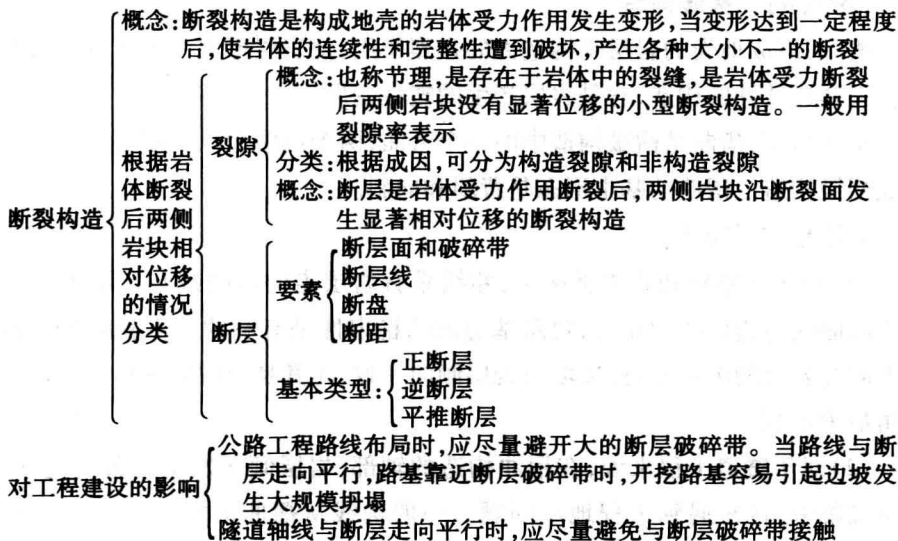 概念:断裂构造是构成地壳的岩体受力作用发生变形,当变形达到一定程度
后,使岩体的连续性和完整性遭到破坏,产生各种大小不一的断裂
概念:也称节理,是存在于岩体中的裂缝,是岩体受力断裂
后两侧岩块没有显著位移的小型断裂构造。一般用
裂隙率表示
裂隙
分类:根据成因,可分为构造裂隙和非构造裂隙
根据岩
体断裂
后两侧
岩块相
对位移
的情况
分类
断裂构造
概念:断层是岩体受力作用断裂后,两侧岩块沿断裂面发
生显著相对位移的断裂构造
断层
要素
断层面和破碎带
断层线
断盘
断距
基本类型:
正断层
逆断层
平推断层
对工程建设的影响
公路工程路线布局时,应尽量避开大的断层破碎带。当路线与断
层走向平行,路基靠近断层破碎带时,开挖路基容易引起边坡发
生大规模坍塌
隧道轴线与断层走向平行时,应尽量避免与断层破碎带接触